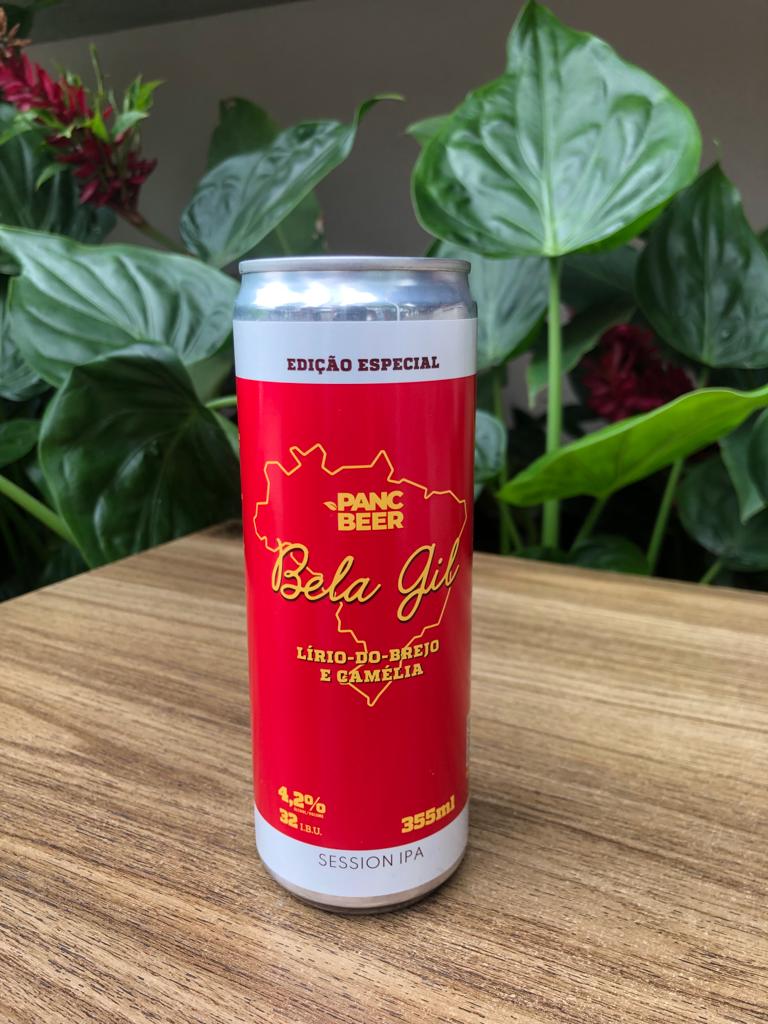 EDIÇÃO ESPECIAL
PANC
BEER
Bela Gil
LÍRIO-DO-BREJO
E CAMÉLIA
4,2%
32 I.B.U.
355ml
SESSION IPA